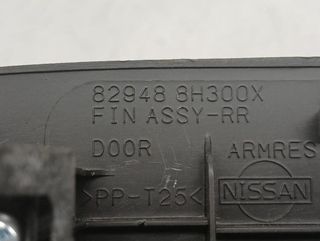 82948 8H300X
FIN ASSY-RR
DOOR ARMRES
>PP-T25< NISSAN